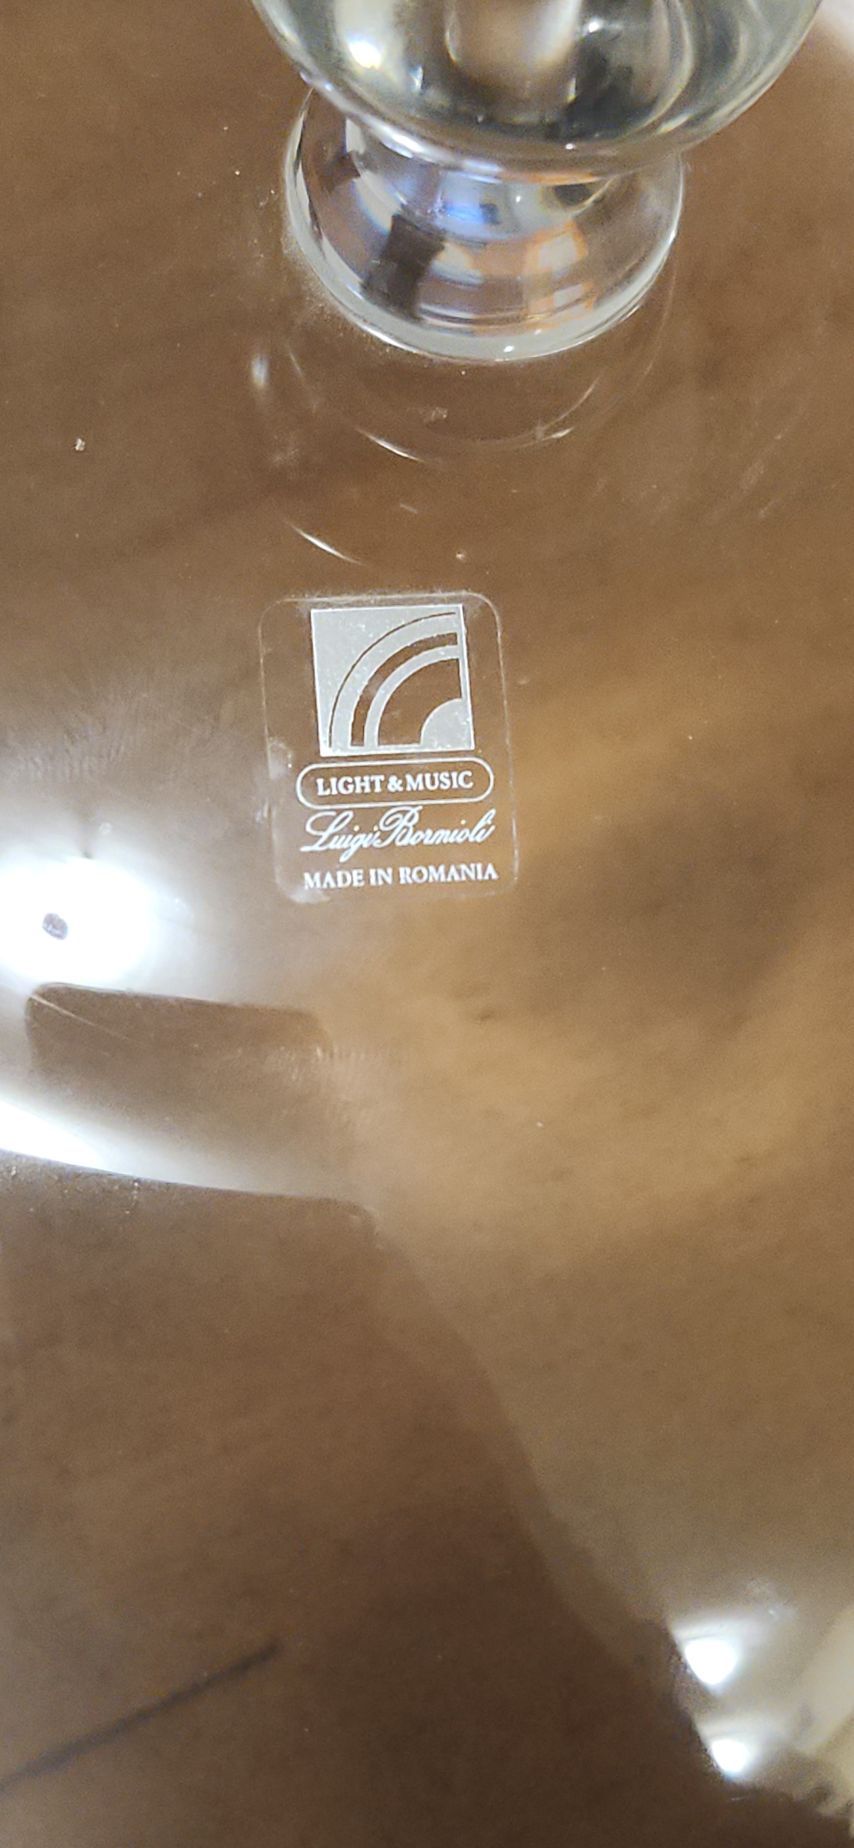 LIGHT & MUSIC
Luigi Bormioli
MADE IN ROMANIA